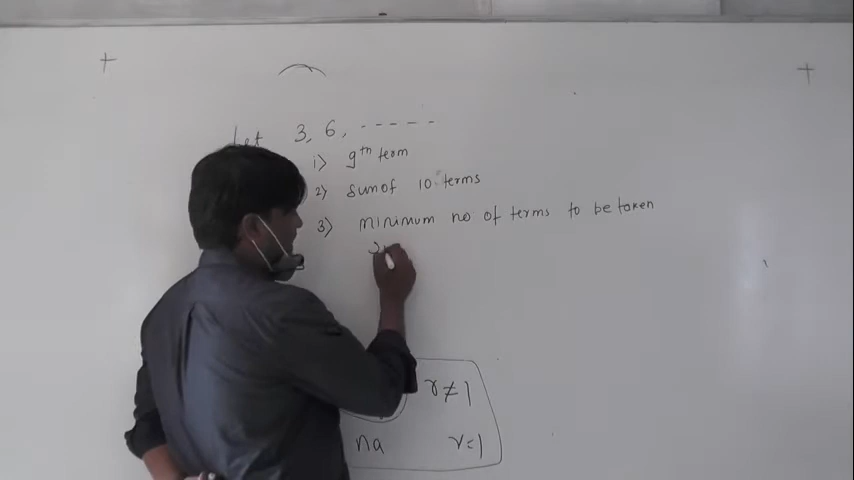 Let 3, 6, - - - - -
1) 9th term
2) sum of 10 terms
3) minimum no of terms to be taken
r ≠ 1
na r = 1